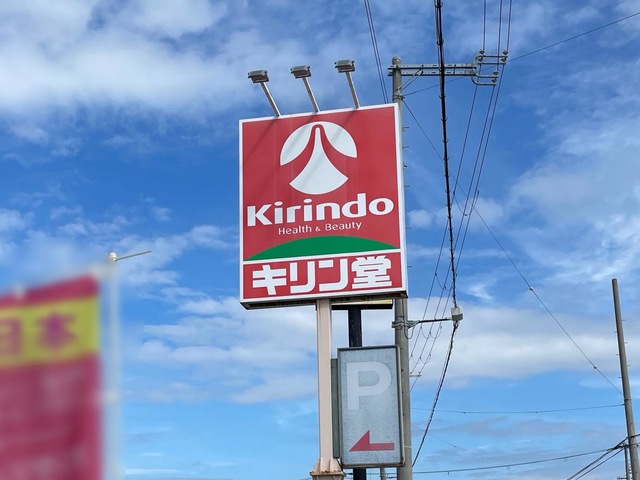 Kirindo
Health & Beauty
キリン堂
P